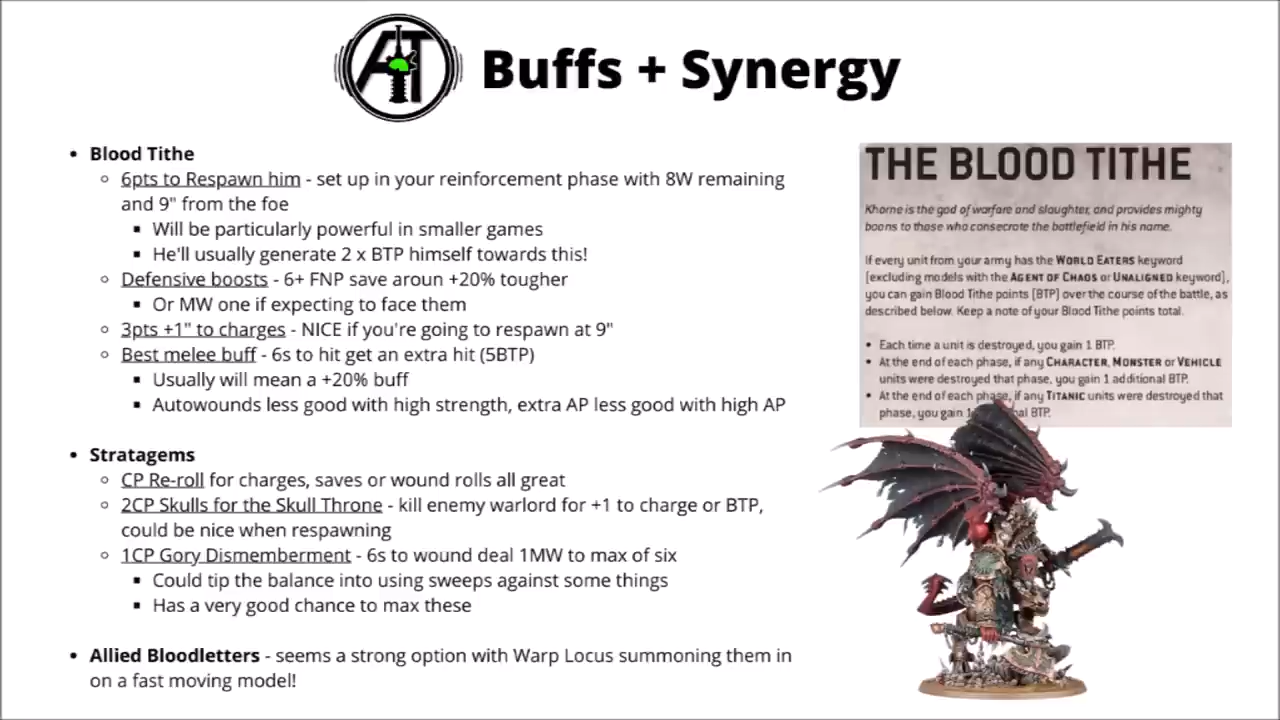 AT
Buffs + Synergy
• Blood Tithe
◦ 6pts to Respawn him - set up in your reinforcement phase with 8W remaining
and 9" from the foe
▪ Will be particularly powerful in smaller games
▪ He'll usually generate 2 x BTP himself towards this!
◦ Defensive boosts - 6+ FNP save aroun +20% tougher
▪ Or MW one if expecting to face them
◦ 3pts +1" to charges - NICE if you're going to respawn at 9"
◦ Best melee buff - 6s to hit get an extra hit (5BTP)
▪ Usually will mean a +20% buff
▪ Autowounds less good with high strength, extra AP less good with high AP
• Stratagems
◦ CP Re-roll for charges, saves or wound rolls all great
◦ 2CP Skulls for the Skull Throne - kill enemy warlord for +1 to charge or BTP,
could be nice when respawning
◦ 1CP Gory Dismemberment - 6s to wound deal 1MW to max of six
▪ Could tip the balance into using sweeps against some things
▪ Has a very good chance to max these
• Allied Bloodletters - seems a strong option with Warp Locus summoning them in
on a fast moving model!
THE BLOOD TITHE
Khorne is the god of warfare and slaughter, and provides mighty
boons to those who consecrate the battlefield in his name.
If every unit from your army has the WORLD EATERS keyword
(excluding models with the AGENT OF CHAOS or UNALIGNED keyword),
you can gain Blood Tithe points (BTP) over the course of the battle, as
described below. Keep a note of your Blood Tithe points total.
• Each time a unit is destroyed, you gain 1 BTP.
• At the end of each phase, if any CHARACTER, MONSTER or VEHICLE
units were destroyed that phase, you gain 1 additional BTP.
• At the end of each phase, if any TITANIC units were destroyed that
phase, you gain 1 BTP.